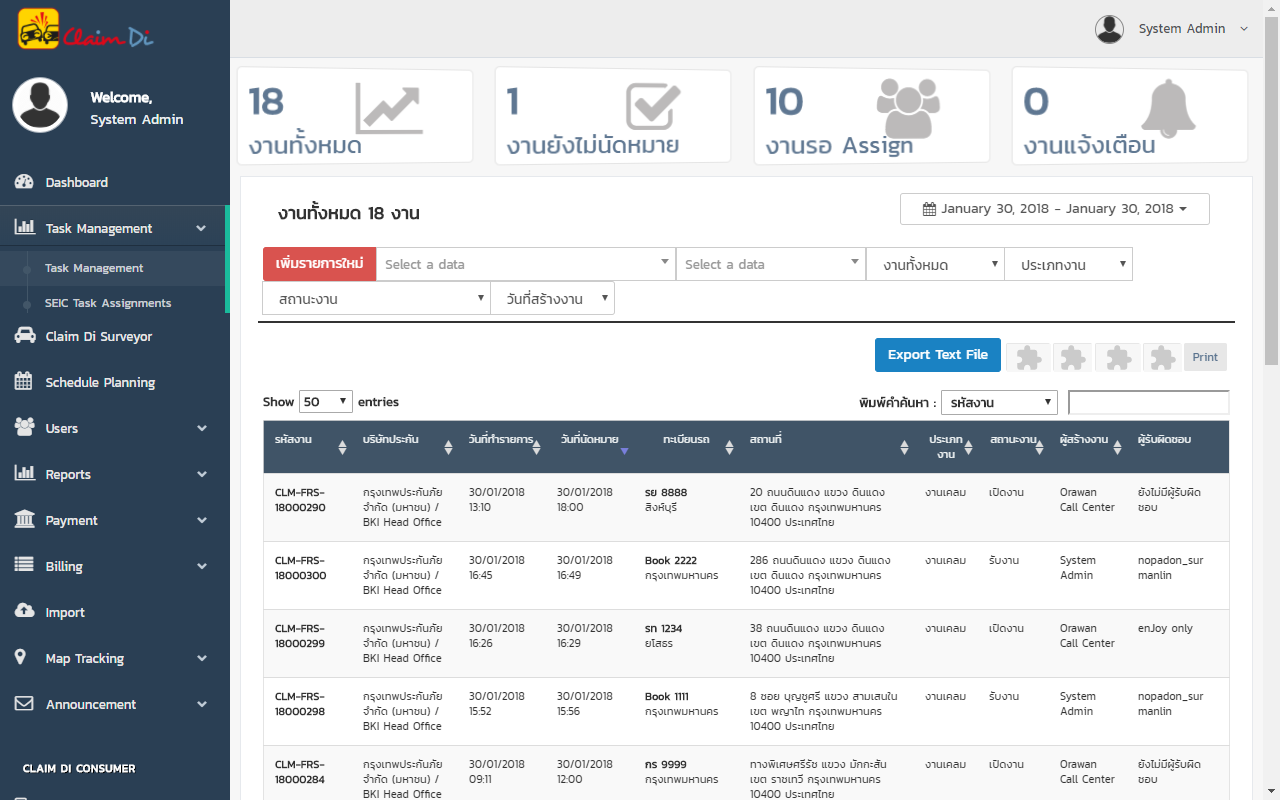 Claim Di
System Admin
Welcome,
System Admin
Dashboard
Task Management
Task Management
SEIC Task Assignments
Claim Di Surveyor
Schedule Planning
Users
Reports
Payment
Billing
Import
Map Tracking
Announcement
CLAIM DI CONSUMER
18
งานทั้งหมด
1
งานยังไม่นัดหมาย
10
งานรอ Assign
0
งานแจ้งเตือน
งานทั้งหมด 18 งาน
January 30, 2018 - January 30, 2018
เพิ่มรายการใหม่ Select a data Select a data งานทั้งหมด ประเภทงาน
สถานะงาน วันที่สร้างงาน
Export Text File Print
Show 50 entries พิมพ์คำค้นหา : รหัสงาน
รหัสงาน บริษัทประกัน วันที่ทำรายการ วันที่นัดหมาย ทะเบียนรถ สถานที่ ประเภท สถานะงาน ผู้สร้างงาน ผู้รับผิดชอบ
งาน
CLM-FRS- กรุงเทพประกันภัย 30/01/2018 30/01/2018 รย 8888 20 ถนนดินแดง แขวง ดินแดง งานเคลม เปิดงาน Orawan ยังไม่มีผู้รับผิด
18000290 จำกัด (มหาชน) / 13:10 18:00 สิงห์บุรี เขต ดินแดง กรุงเทพมหานคร Call Center ชอบ
BKI Head Office 10400 ประเทศไทย
CLM-FRS- กรุงเทพประกันภัย 30/01/2018 30/01/2018 Book 2222 286 ถนนดินแดง แขวง ดินแดง งานเคลม รับงาน System nopadon_sur
18000300 จำกัด (มหาชน) / 16:45 16:49 กรุงเทพมหานคร เขต ดินแดง กรุงเทพมหานคร Admin manlin
BKI Head Office 10400 ประเทศไทย
CLM-FRS- กรุงเทพประกันภัย 30/01/2018 30/01/2018 รท 1234 38 ถนนดินแดง แขวง ดินแดง งานเคลม เปิดงาน Orawan enJoy only
18000299 จำกัด (มหาชน) / 16:26 16:29 ยโสธร เขต ดินแดง กรุงเทพมหานคร Call Center
BKI Head Office 10400 ประเทศไทย
CLM-FRS- กรุงเทพประกันภัย 30/01/2018 30/01/2018 Book 1111 8 ซอย บุญชูศรี แขวง สามเสนใน งานเคลม รับงาน System nopadon_sur
18000298 จำกัด (มหาชน) / 15:52 15:56 กรุงเทพมหานคร เขต พญาไท กรุงเทพมหานคร Admin manlin
BKI Head Office 10400 ประเทศไทย
CLM-FRS- กรุงเทพประกันภัย 30/01/2018 30/01/2018 กร 9999 ทางพิเศษศรีรัช แขวง มักกะสัน งานเคลม เปิดงาน Orawan ยังไม่มีผู้รับผิด
18000284 จำกัด (มหาชน) / 09:11 12:00 กรุงเทพมหานคร เขต ราชเทวี กรุงเทพมหานคร Call Center ชอบ
BKI Head Office 10400 ประเทศไทย